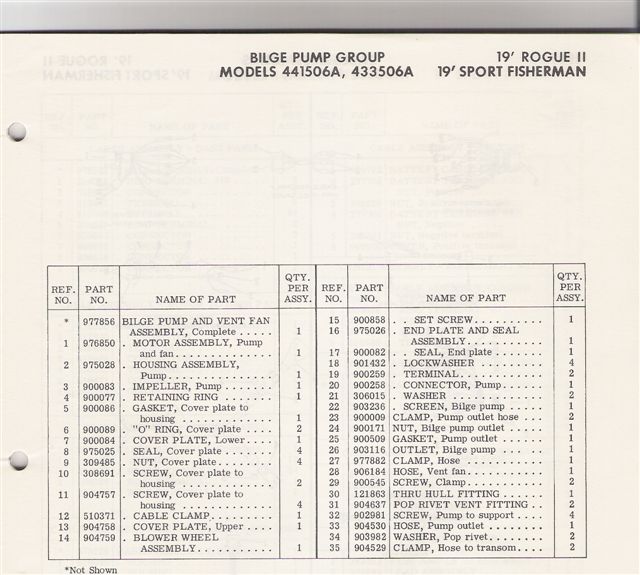 BILGE PUMP GROUP 19' ROGUE II
MODELS 441506A, 433506A 19' SPORT FISHERMAN
REF. NO. PART NO. NAME OF PART QTY. PER ASSY.
* 977856 BILGE PUMP AND VENT FAN
ASSEMBLY, Complete . . . . . 1
1 976850 . MOTOR ASSEMBLY, Pump
and fan . . . . . . . . . . . . . . 1
2 975028 . HOUSING ASSEMBLY,
Pump . . . . . . . . . . . . . . . 1
3 900083 . IMPELLER, Pump . . . . . . 1
4 900077 . RETAINING RING . . . . . . 1
5 900086 . GASKET, Cover plate to
housing . . . . . . . . . . . . . 1
6 900089 . "O" RING, Cover plate . . . . 2
7 900084 . COVER PLATE, Lower . . . . 1
8 975025 . SEAL, Cover plate . . . . . . 4
9 309485 . NUT, Cover plate . . . . . . . 4
10 308691 . SCREW, Cover plate to
housing . . . . . . . . . . . . . 2
11 904757 . SCREW, Cover plate to
housing . . . . . . . . . . . . . 4
12 510371 . CABLE CLAMP . . . . . . . . . 1
13 904758 . COVER PLATE, Upper . . . . 1
14 904759 . BLOWER WHEEL
ASSEMBLY . . . . . . . . . . . 1
REF. NO. PART NO. NAME OF PART QTY. PER ASSY.
15 900858 . . SET SCREW . . . . . . . . . . 1
16 975026 . END PLATE AND SEAL
ASSEMBLY . . . . . . . . . . . 1
17 900082 . . SEAL, End plate . . . . . . . 1
18 901432 . LOCKWASHER . . . . . . . . . 4
19 900259 . TERMINAL . . . . . . . . . . . 2
20 900258 . CONNECTOR, Pump . . . . . . 1
21 306015 . WASHER . . . . . . . . . . . . 2
22 903236 . SCREEN, Bilge pump . . . . . 1
23 900009 CLAMP, Pump outlet hose . . . 2
24 900171 NUT, Bilge pump outlet . . . . . 1
25 900509 GASKET, Pump outlet . . . . . . 1
26 903116 OUTLET, Bilge pump . . . . 1
27 977882 CLAMP, Hose . . . . . . . . . . . 1
28 906184 HOSE, Vent fan . . . . . . . . . . 1
29 900545 SCREW, Clamp . . . . . . . . . . 2
30 121863 THRU HULL FITTING . . . . . . 1
31 904637 POP RIVET VENT FITTING . . 2
32 902981 SCREW, Pump to support . . . . 4
33 904530 HOSE, Pump outlet . . . . . . . . 1
34 903982 WASHER, Pop rivet . . . . . . . . 2
35 904529 CLAMP, Hose to transom . . . . 2
*Not Shown